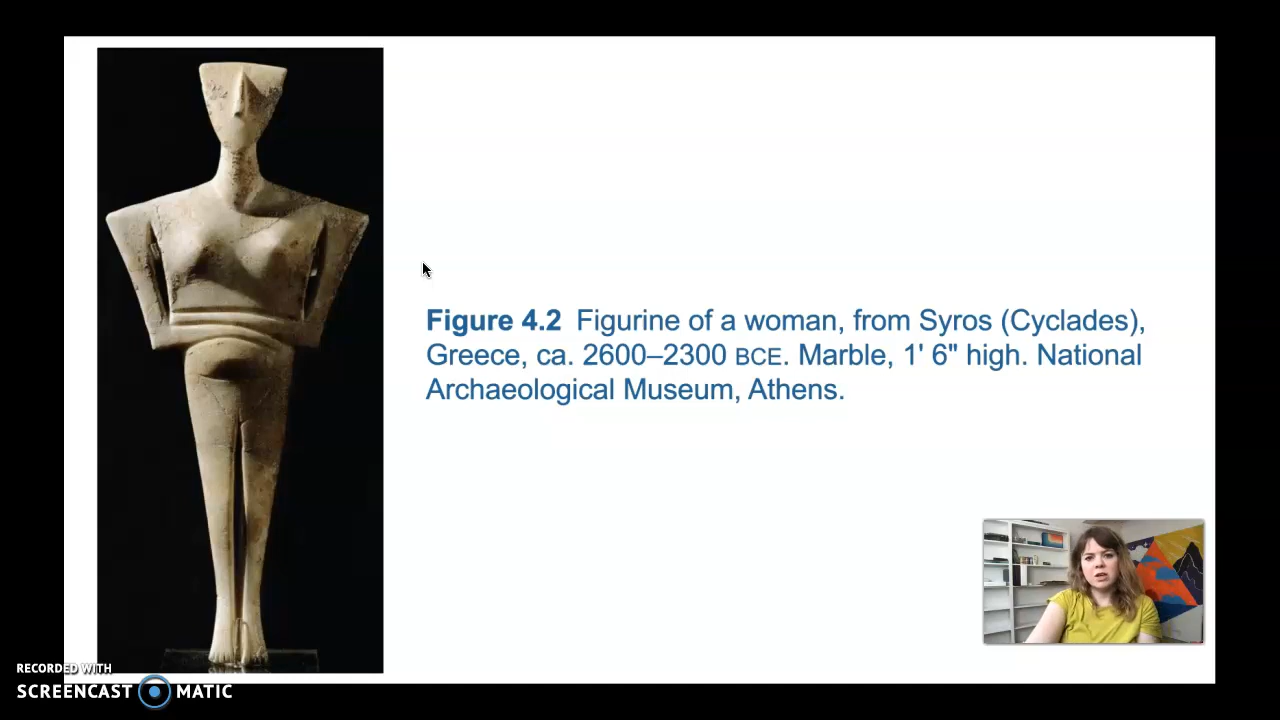 Figure 4.2 Figurine of a woman, from Syros (Cyclades),
Greece, ca. 2600–2300 BCE. Marble, 1' 6" high. National
Archaeological Museum, Athens.
RECORDED WITH
SCREENCAST MATIC